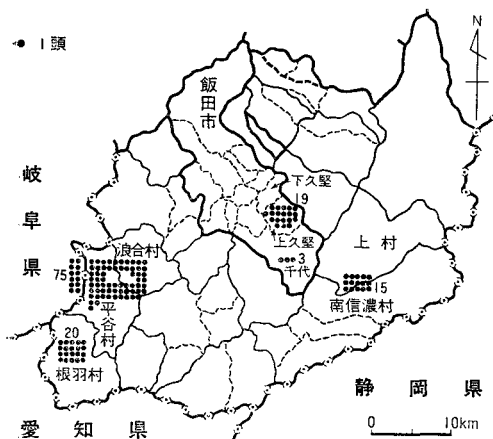 1頭
N
飯田市
下久堅
19
上久堅
3
千代
上村
15
南信濃村
岐阜県
浪合村
75
平谷村
20
根羽村
愛知県
静岡県
0 10km